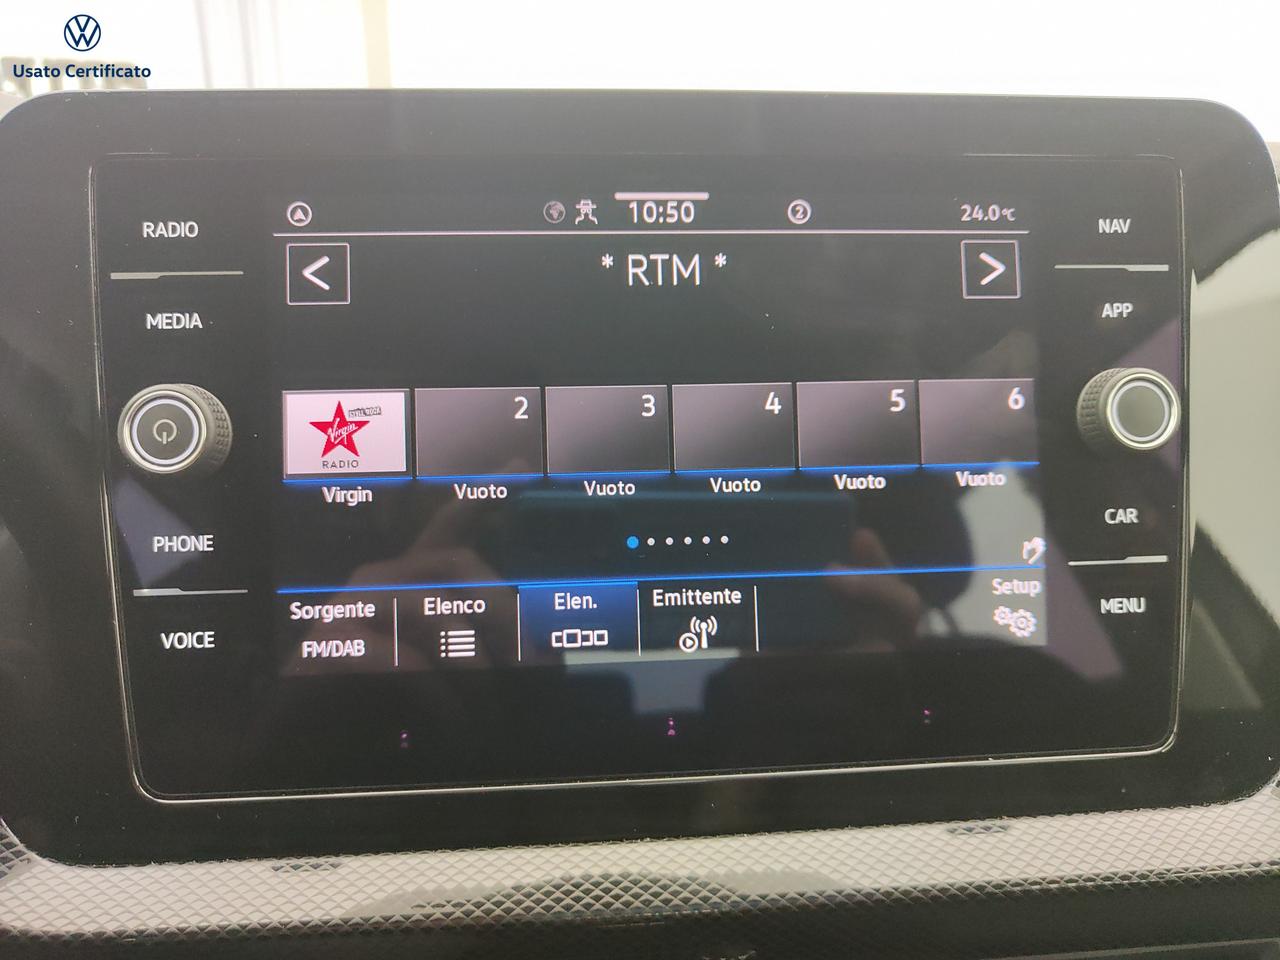 Usato Certificato
RADIO
MEDIA
PHONE
VOICE
10:50
2
24.0°C
* RTM *
Virgin
RADIO
2
3
4
5
6
Virgin
Vuoto
Vuoto
Vuoto
Vuoto
Vuoto
Sorgente
FM/DAB
Elenco
Elen.
Emittente
Setup
NAV
APP
CAR
MENU